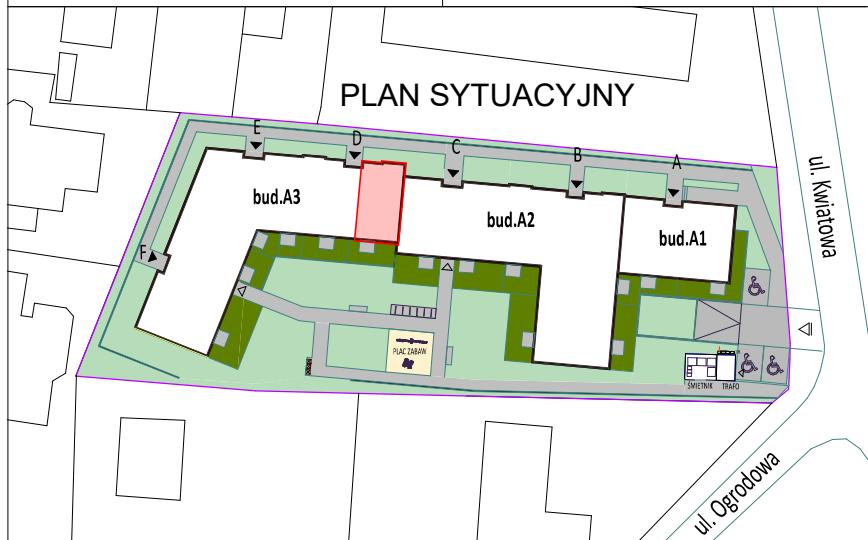 PLAN SYTUACYJNY
E
D
C
B
A
ul. Kwiatowa
bud.A3
bud.A2
bud.A1
F
PLAC ZABAW
ŚMIETNIK
TRAFO
ul. Ogrodowa